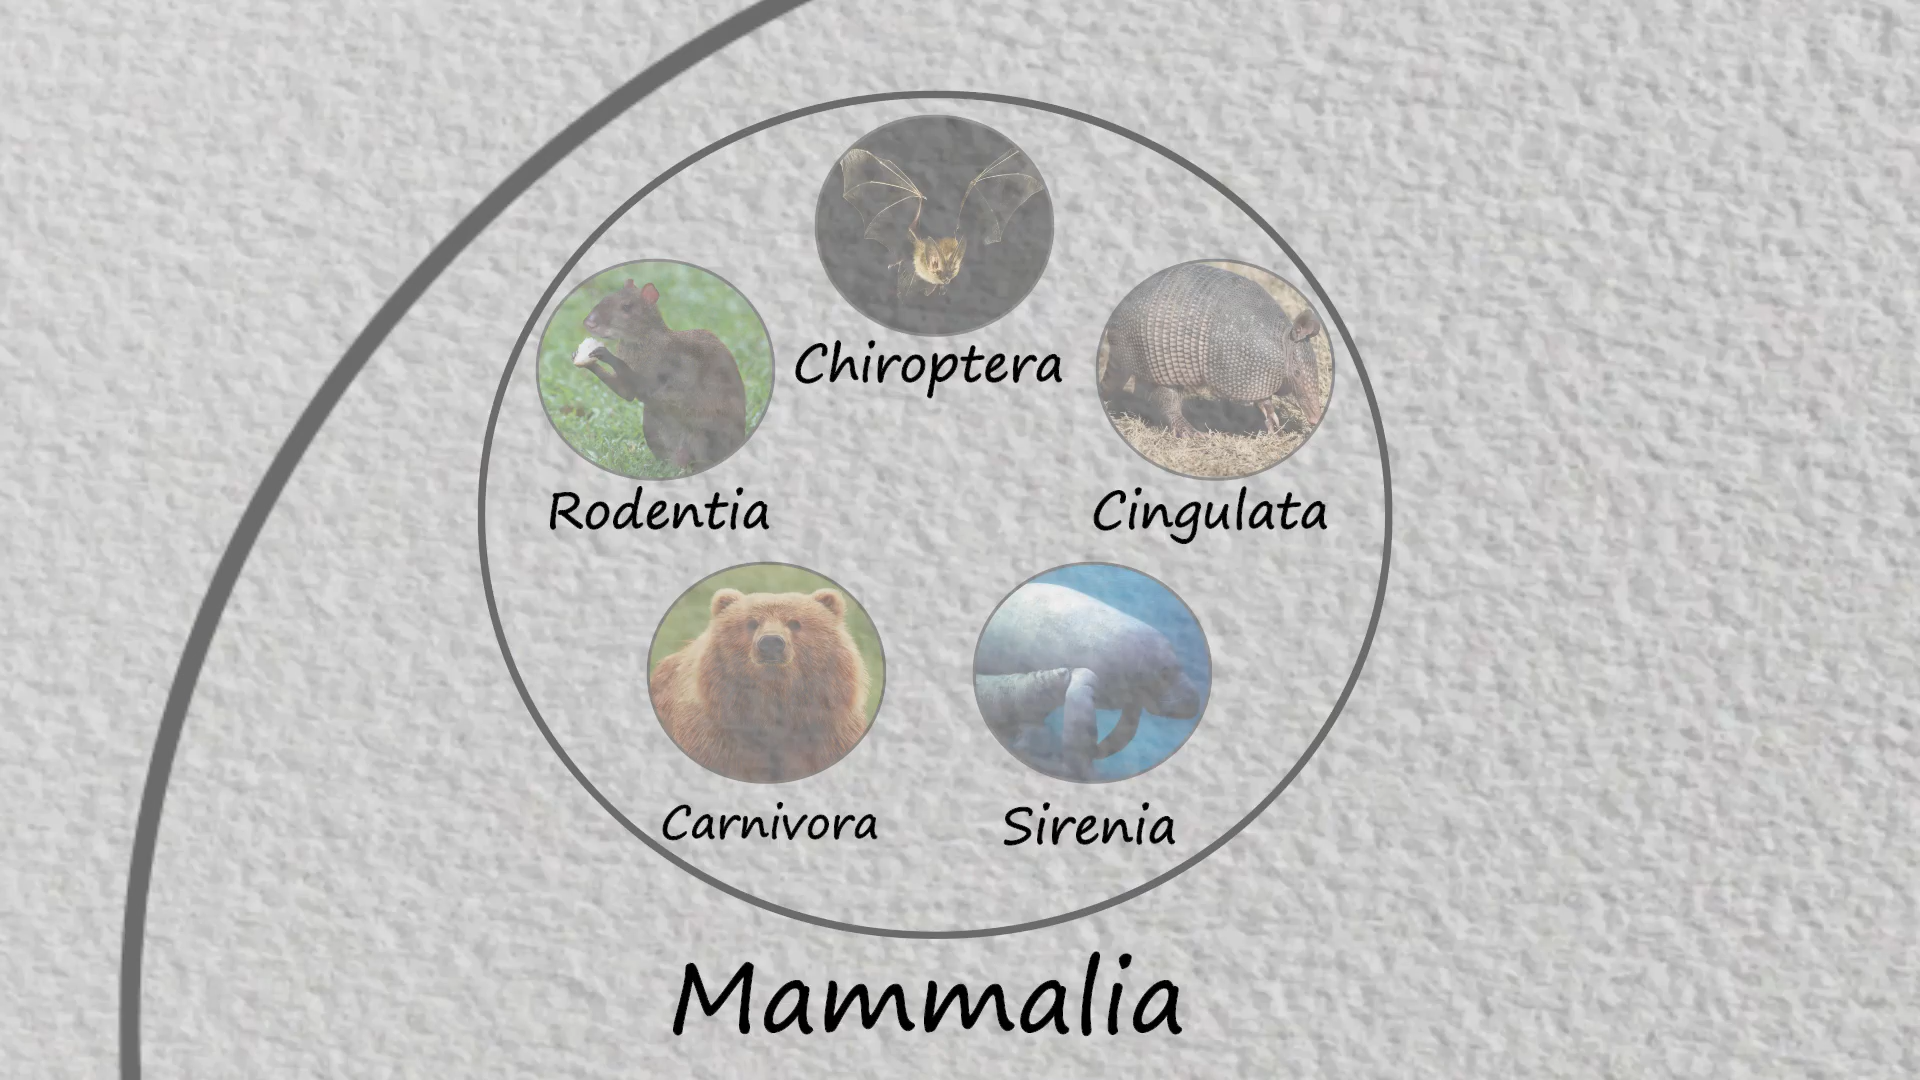 Chiroptera
Rodentia
Cingulata
Carnivora
Sirenia
Mammalia